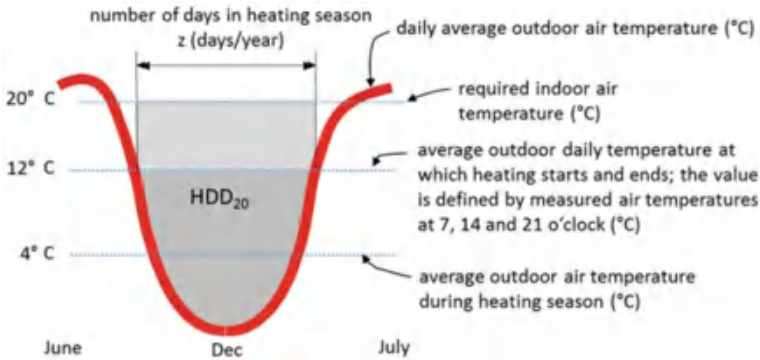 number of days in heating season
z (days/year)
daily average outdoor air temperature (°C)
20° C
required indoor air
temperature (°C)
12° C
average outdoor daily temperature at
which heating starts and ends; the value
is defined by measured air temperatures
at 7, 14 and 21 o‘clock (°C)
HDD20
4° C
average outdoor air temperature
during heating season (°C)
June
Dec
July